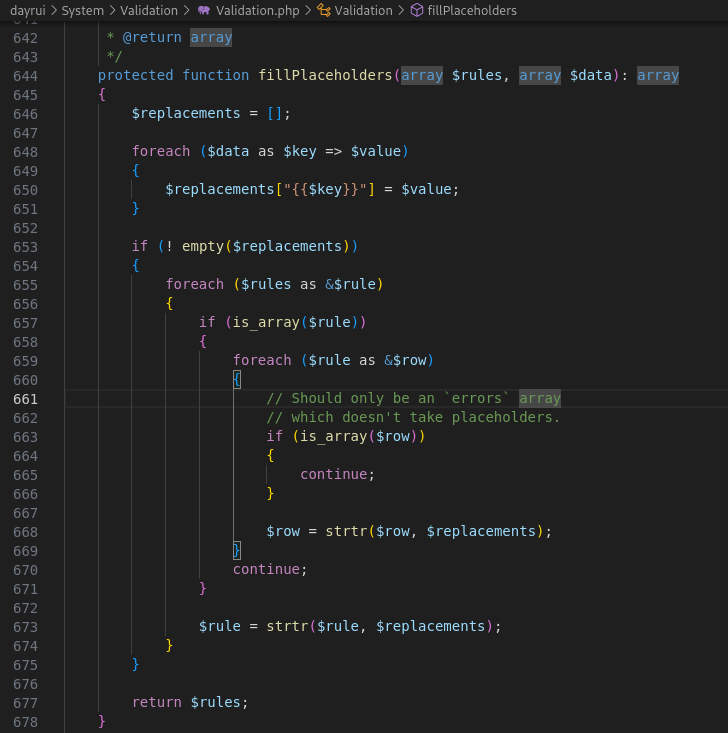 dayrui > System > Validation > Validation.php > Validation > fillPlaceholders
641
642 * @return array
643 */
644 protected function fillPlaceholders(array $rules, array $data): array
645 {
646 $replacements = [];
647
648 foreach ($data as $key => $value)
649 {
650 $replacements["{{$key}}"] = $value;
651 }
652
653 if (! empty($replacements))
654 {
655 foreach ($rules as &$rule)
656 {
657 if (is_array($rule))
658 {
659 foreach ($rule as &$row)
660 {
661 // Should only be an `errors` array
662 // which doesn't take placeholders.
663 if (is_array($row))
664 {
665 continue;
666 }
667
668 $row = strtr($row, $replacements);
669 }
670 continue;
671 }
672
673 $rule = strtr($rule, $replacements);
674 }
675 }
676
677 return $rules;
678 }